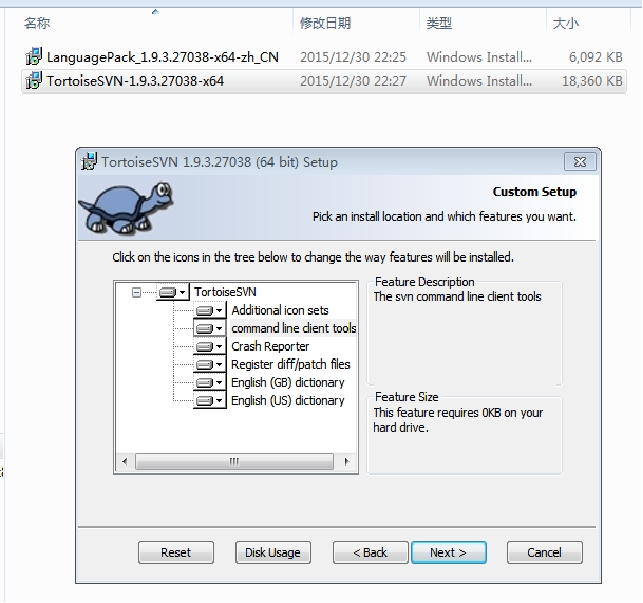 名称 修改日期 类型 大小
LanguagePack_1.9.3.27038-x64-zh_CN 2015/12/30 22:25 Windows Install... 6,092 KB
TortoiseSVN-1.9.3.27038-x64 2015/12/30 22:27 Windows Install... 18,360 KB
TortoiseSVN 1.9.3.27038 (64 bit) Setup
Custom Setup
Pick an install location and which features you want.
Click on the icons in the tree below to change the way features will be installed.
TortoiseSVN
Additional icon sets
command line client tools
Crash Reporter
Register diff/patch files
English (GB) dictionary
English (US) dictionary
Feature Description
The svn command line client tools
Feature Size
This feature requires 0KB on your
hard drive.
Reset Disk Usage < Back Next > Cancel